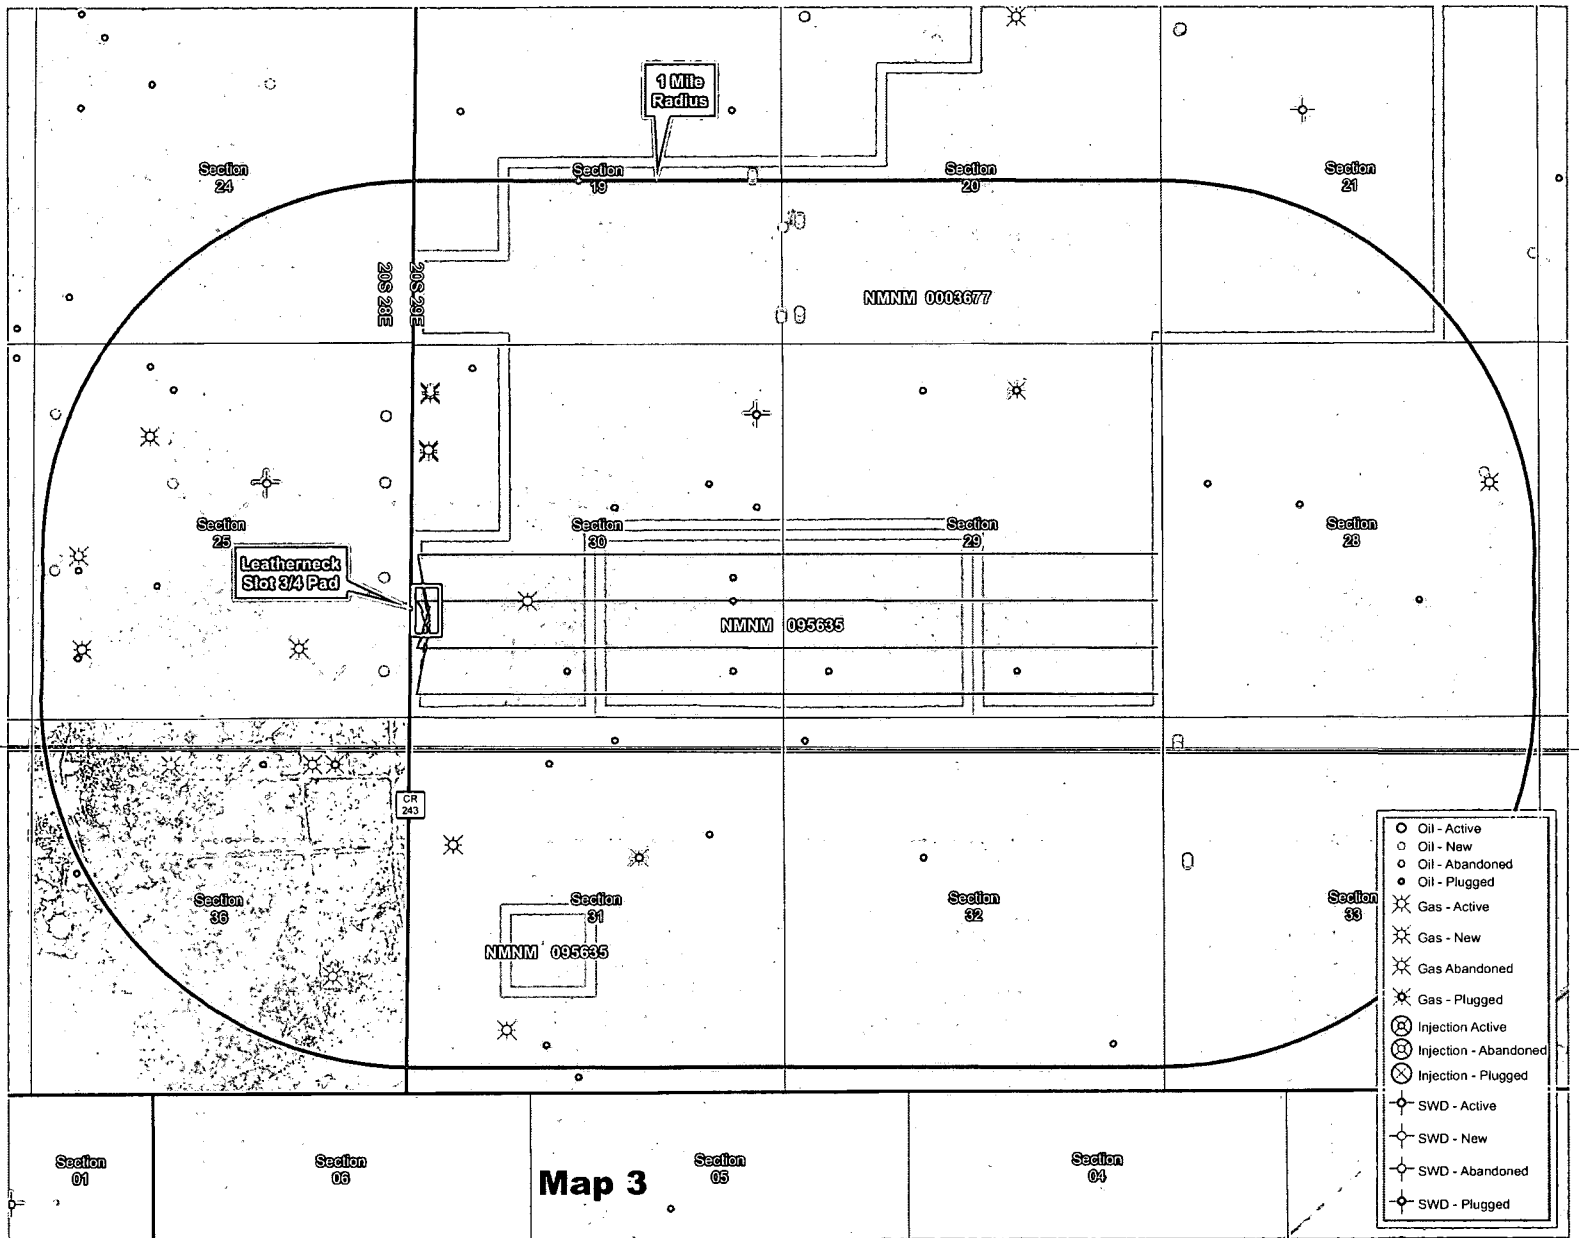 1 Mile
Radius
Section
24
Section
19
Section
20
Section
21
20S 28E
20S 29E
NMNM 0003677
Section
25
Section
30
Section
29
Section
28
Leatherneck
Slot 3/4 Pad
NMNM 095635
CR
243
Section
36
Section
31
Section
32
Section
33
NMNM 095635
Oil - Active
Oil - New
Oil - Abandoned
Oil - Plugged
Gas - Active
Gas - New
Gas Abandoned
Gas - Plugged
Injection Active
Injection - Abandoned
Injection - Plugged
SWD - Active
SWD - New
SWD - Abandoned
SWD - Plugged
Section
01
Section
06
Map 3
Section
05
Section
04